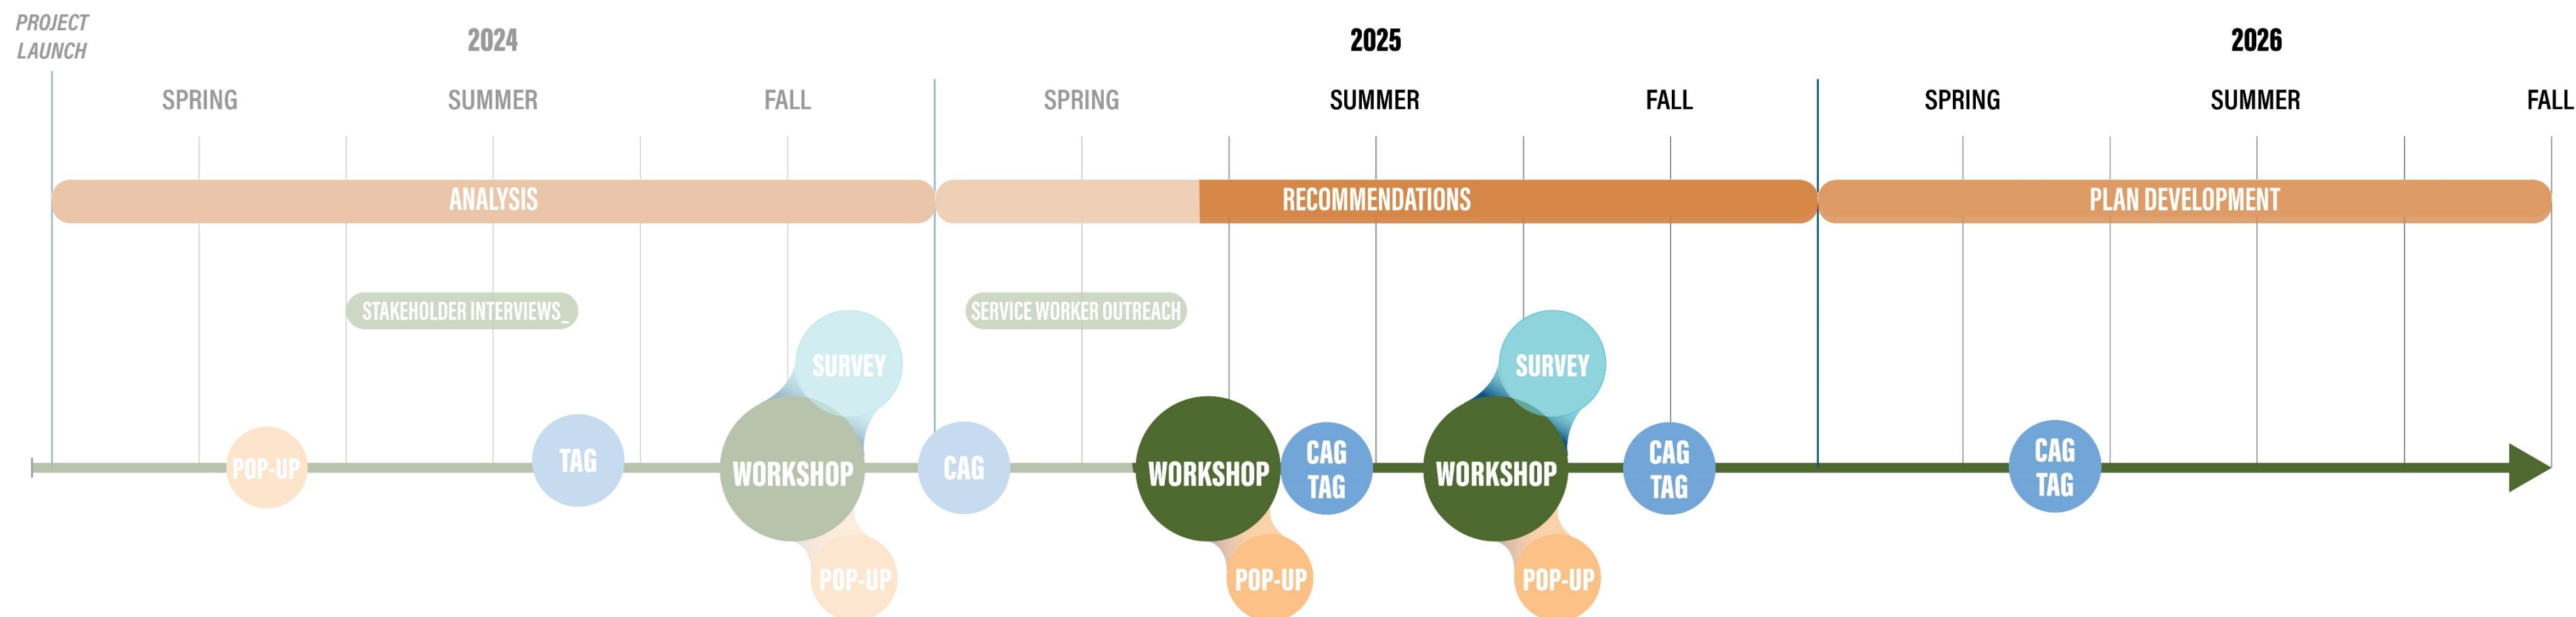 PROJECT
LAUNCH
2024
2025
2026
SPRING
SUMMER
FALL
SPRING
SUMMER
FALL
SPRING
SUMMER
FALL
ANALYSIS
RECOMMENDATIONS
PLAN DEVELOPMENT
STAKEHOLDER INTERVIEWS_
SERVICE WORKER OUTREACH
SURVEY
SURVEY
POP-UP
TAG
WORKSHOP
CAG
WORKSHOP
CAG
TAG
WORKSHOP
CAG
TAG
CAG
TAG
POP-UP
POP-UP
POP-UP